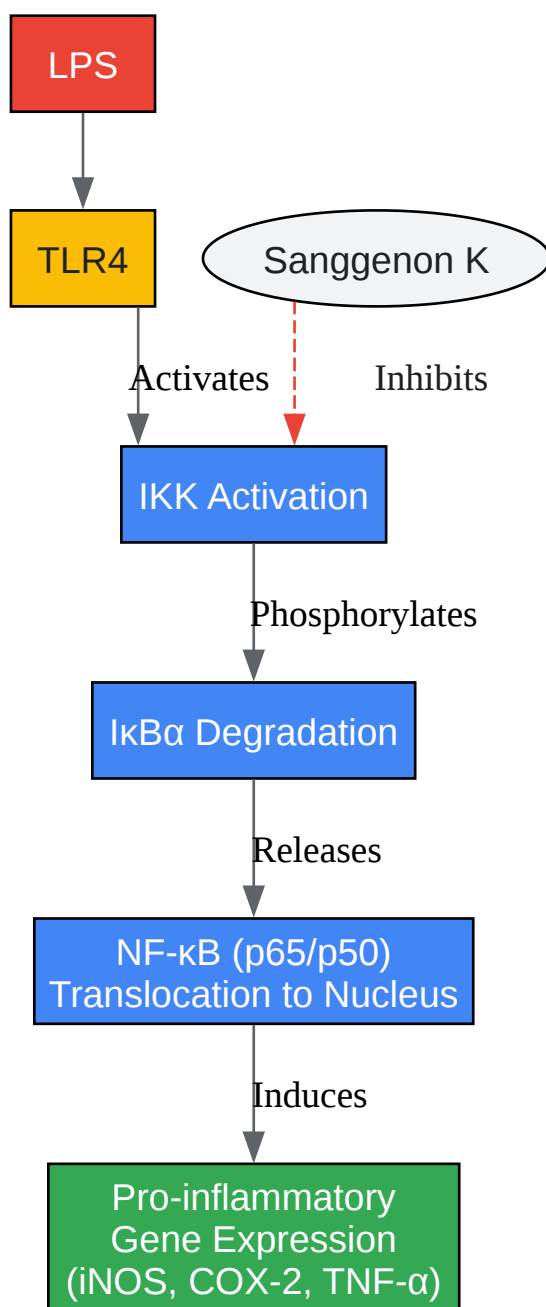 LPS
TLR4
Sanggenon K
Activates
Inhibits
IKK Activation
Phosphorylates
IκBα Degradation
Releases
NF-κB (p65/p50)
Translocation to Nucleus
Induces
Pro-inflammatory
Gene Expression
(iNOS, COX-2, TNF-α)